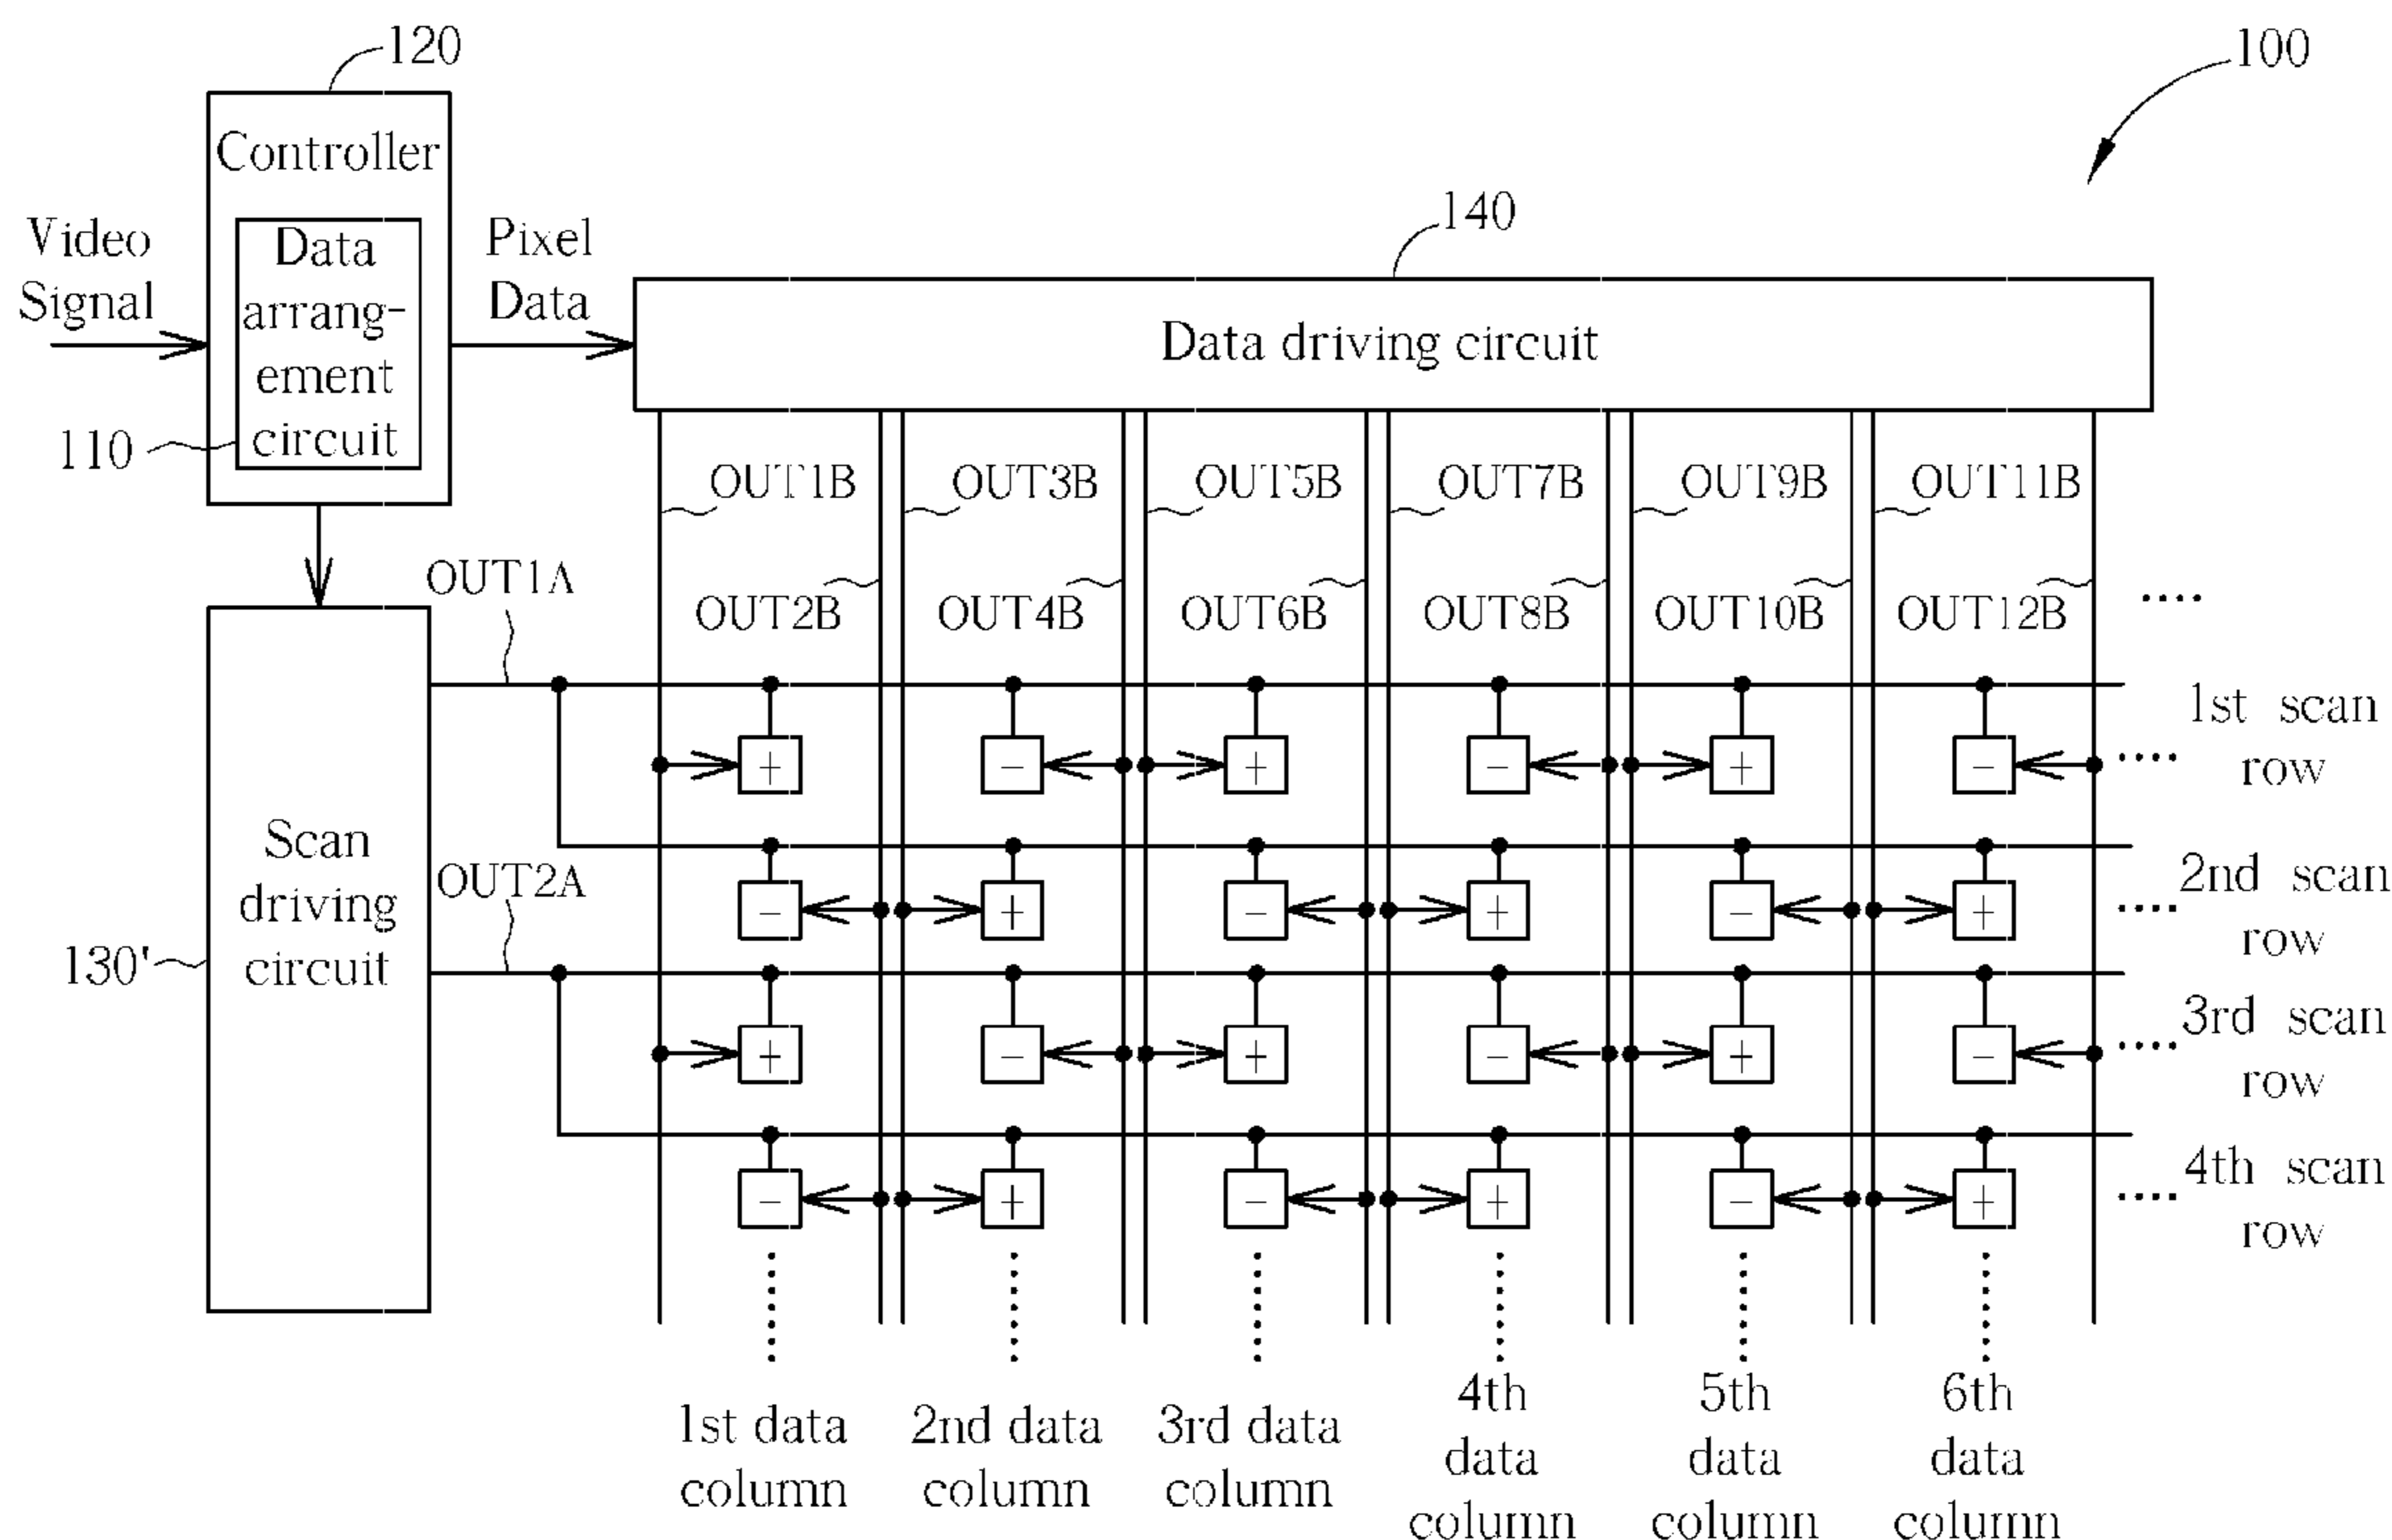 120
100
Controller
Video
Signal
Data
arrang-
ement
circuit
110
Pixel
Data
140
Data driving circuit
OUT1B
OUT3B
OUT5B
OUT7B
OUT9B
OUT11B
OUT2B
OUT4B
OUT6B
OUT8B
OUT10B
OUT12B
....
OUT1A
OUT2A
Scan
driving
circuit
130'
+ - + - + - .... 1st scan
row
- + - + - + .... 2nd scan
row
+ - + - + - .... 3rd scan
row
- + - + - + .... 4th scan
row
1st data
column
2nd data
column
3rd data
column
4th
data
column
5th
data
column
6th
data
column